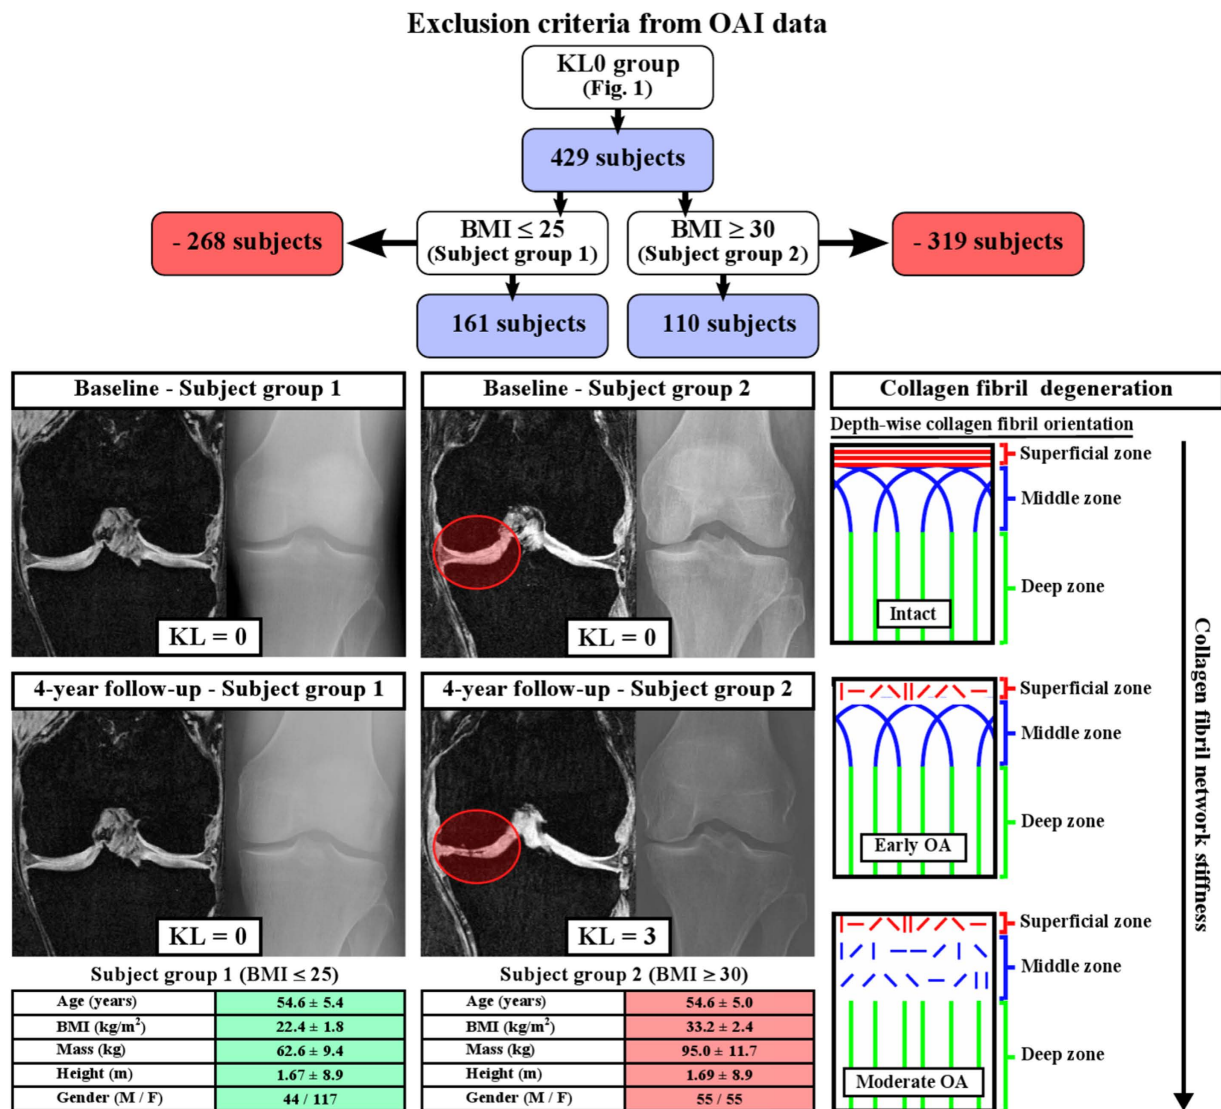 Exclusion criteria from OAI data
KL0 group
(Fig. 1)
429 subjects
- 268 subjects
BMI ≤ 25
(Subject group 1)
BMI ≥ 30
(Subject group 2)
- 319 subjects
161 subjects
110 subjects
Baseline - Subject group 1
KL = 0
Baseline - Subject group 2
KL = 0
4-year follow-up - Subject group 1
KL = 0
4-year follow-up - Subject group 2
KL = 3
Subject group 1 (BMI ≤ 25)
Age (years) 54.6 ± 5.4
BMI (kg/m²) 22.4 ± 1.8
Mass (kg) 62.6 ± 9.4
Height (m) 1.67 ± 8.9
Gender (M / F) 44 / 117
Subject group 2 (BMI ≥ 30)
Age (years) 54.6 ± 5.0
BMI (kg/m²) 33.2 ± 2.4
Mass (kg) 95.0 ± 11.7
Height (m) 1.69 ± 8.9
Gender (M / F) 55 / 55
Collagen fibril degeneration
Depth-wise collagen fibril orientation
Superficial zone
Middle zone
Deep zone
Intact
Superficial zone
Middle zone
Deep zone
Early OA
Superficial zone
Middle zone
Deep zone
Moderate OA
Collagen fibril network stiffness